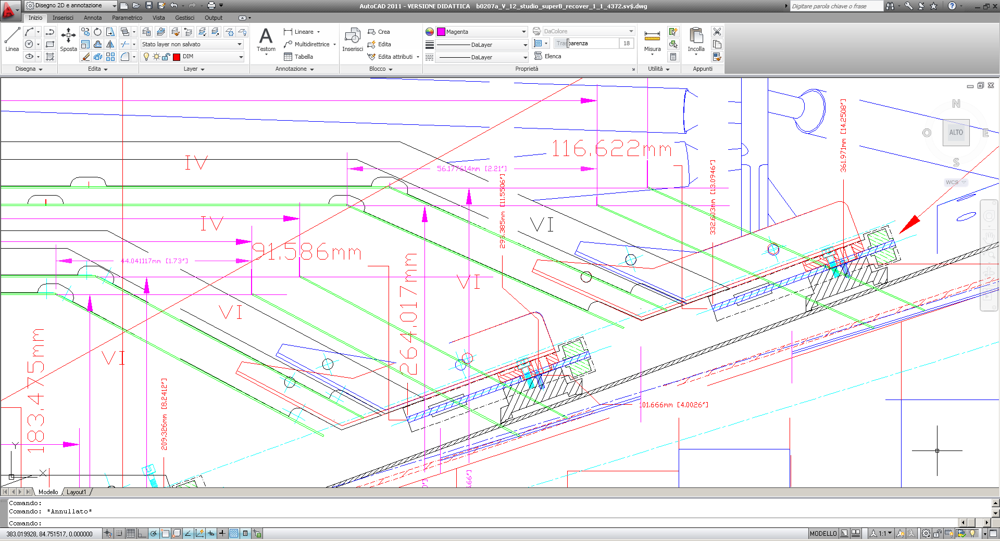 Disegno 2D e annotazione
AutoCAD 2011 - VERSIONE DIDATTICA b0207a_V_12_studio_superB_recover_1_1_4372.sv$.dwg
Digitare parola chiave o frase
Inizio Inserisci Annota Parametrico Vista Gestisci Output
Linea
Sposta
Stato layer non salvato
DIM
A
Testom
Lineare
Multidirettrice
Tabella
Inserisci
Crea
Edita
Edita attributi
Magenta
DaLayer
DaLayer
DaColore
Trasparenza 18
Elenca
Misura
Incolla
Disegna Edita Layer Annotazione Blocco Proprietà Utilità Appunti
N
O ALTO E
S
WCS
361.971mm [14.2508"]
116.622mm
IV
56.177614mm [2.21"]
332.603mm [13.0946"]
293.385mm [11.5506"]
IV
VI
91.586mm
44.041117mm [1.73"]
264.017mm
VI
VI
183.475mm
VI
209.326mm [8.2412"]
101.666mm [4.0026"]
Y
X
Modello Layout1
Comando:
Comando: *Annullato*
Comando:
383.019928, 84.751517, 0.000000
MODELLO
1:1